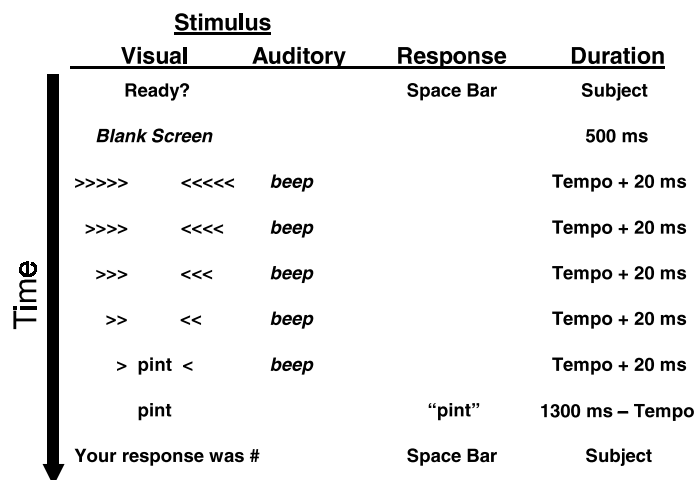 Stimulus
Visual Auditory Response Duration
Ready? Space Bar Subject
Blank Screen 500 ms
>>>>> <<<<< beep Tempo + 20 ms
>>>> <<<< beep Tempo + 20 ms
>>> <<< beep Tempo + 20 ms
>> << beep Tempo + 20 ms
> pint < beep Tempo + 20 ms
pint “pint” 1300 ms – Tempo
Your response was # Space Bar Subject
Time